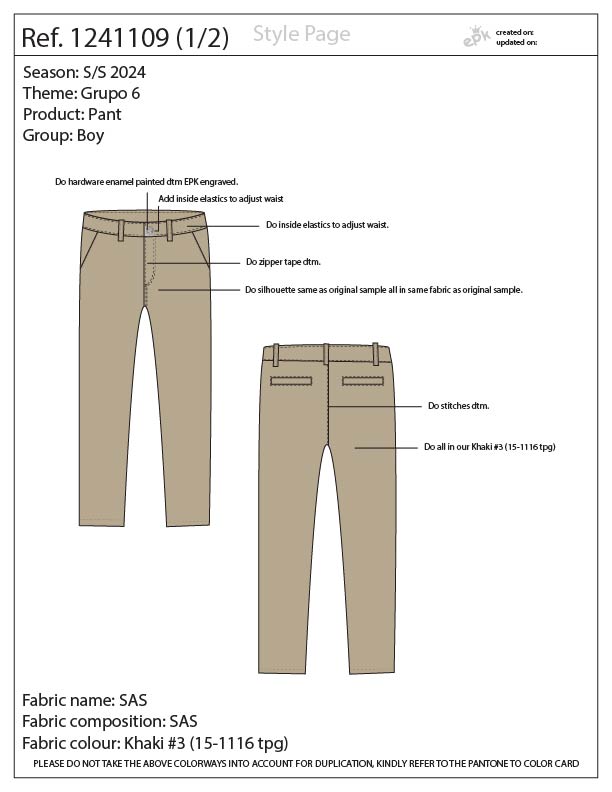 Ref. 1241109 (1/2)
Style Page
epk
created on:
updated on:
Season: S/S 2024
Theme: Grupo 6
Product: Pant
Group: Boy
Do hardware enamel painted dtm EPK engraved.
Add inside elastics to adjust waist
Do inside elastics to adjust waist.
Do zipper tape dtm.
Do silhouette same as original sample all in same fabric as original sample.
Do stitches dtm.
Do all in our Khaki #3 (15-1116 tpg)
Fabric name: SAS
Fabric composition: SAS
Fabric colour: Khaki #3 (15-1116 tpg)
PLEASE DO NOT TAKE THE ABOVE COLORWAYS INTO ACCOUNT FOR DUPLICATION, KINDLY REFER TO THE PANTONE TO COLOR CARD